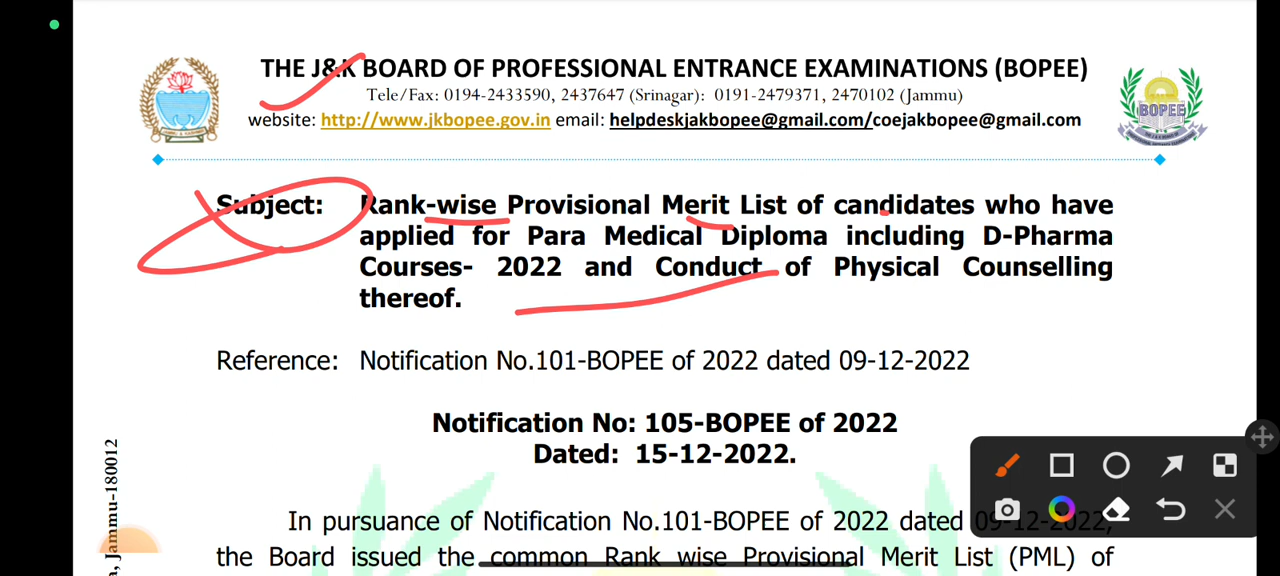 THE J&K BOARD OF PROFESSIONAL ENTRANCE EXAMINATIONS (BOPEE)
Tele/Fax: 0194-2433590, 2437647 (Srinagar): 0191-2479371, 2470102 (Jammu)
website: http://www.jkbopee.gov.in email: helpdeskjakbopee@gmail.com/coejakbopee@gmail.com
BOPEE
Subject: Rank-wise Provisional Merit List of candidates who have
applied for Para Medical Diploma including D-Pharma
Courses- 2022 and Conduct of Physical Counselling
thereof.
Reference: Notification No.101-BOPEE of 2022 dated 09-12-2022
Notification No: 105-BOPEE of 2022
Dated: 15-12-2022.
In pursuance of Notification No.101-BOPEE of 2022 dated 09-12-2022,
the Board issued the common Rank wise Provisional Merit List (PML) of
, Jammu-180012